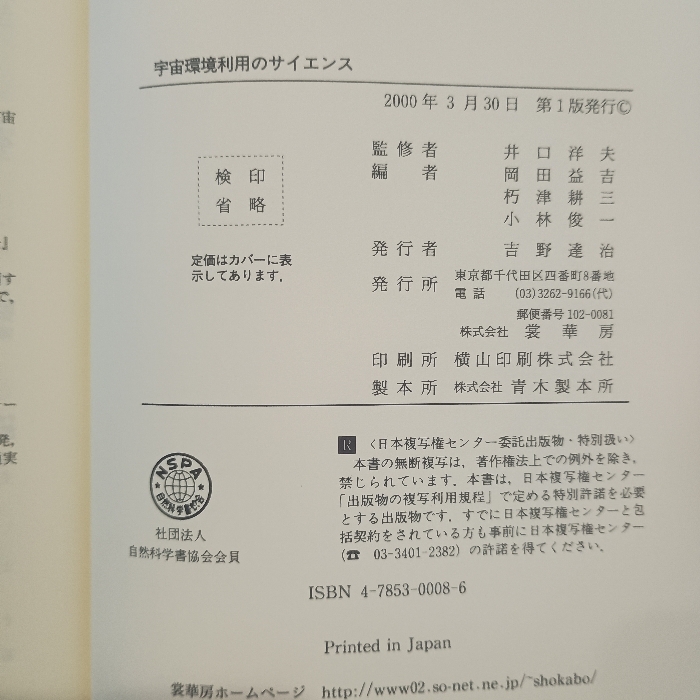 宇宙環境利用のサイエンス
2000年 3 月30日 第1版発行©
検 印
省 略
定価はカバーに表
示してあります．
監 修 者 井 口 洋 夫
編 者 岡 田 益 吉
朽 津 耕 三
小 林 俊 一
発 行 者 吉 野 達 治
発 行 所 東京都千代田区四番町8番地
電 話 (03)3262-9166(代)
郵便番号 102-0081
株式会社 裳 華 房
印 刷 所 横山印刷株式会社
製 本 所 株式会社 青木製本所
NSPA
自然科学書協会
社団法人
自然科学書協会会員
R 〈日本複写権センター委託出版物・特別扱い〉
本書の無断複写は，著作権法上での例外を除き，
禁じられています．本書は，日本複写権センター
「出版物の複写利用規程」で定める特別許諾を必要
とする出版物です．すでに日本複写権センターと包
括契約をされている方も事前に日本複写権センター
(☎ 03-3401-2382) の許諾を得てください．
ISBN 4-7853-0008-6
Printed in Japan
裳華房ホームページ http://www02.so-net.ne.jp/~shokabo/